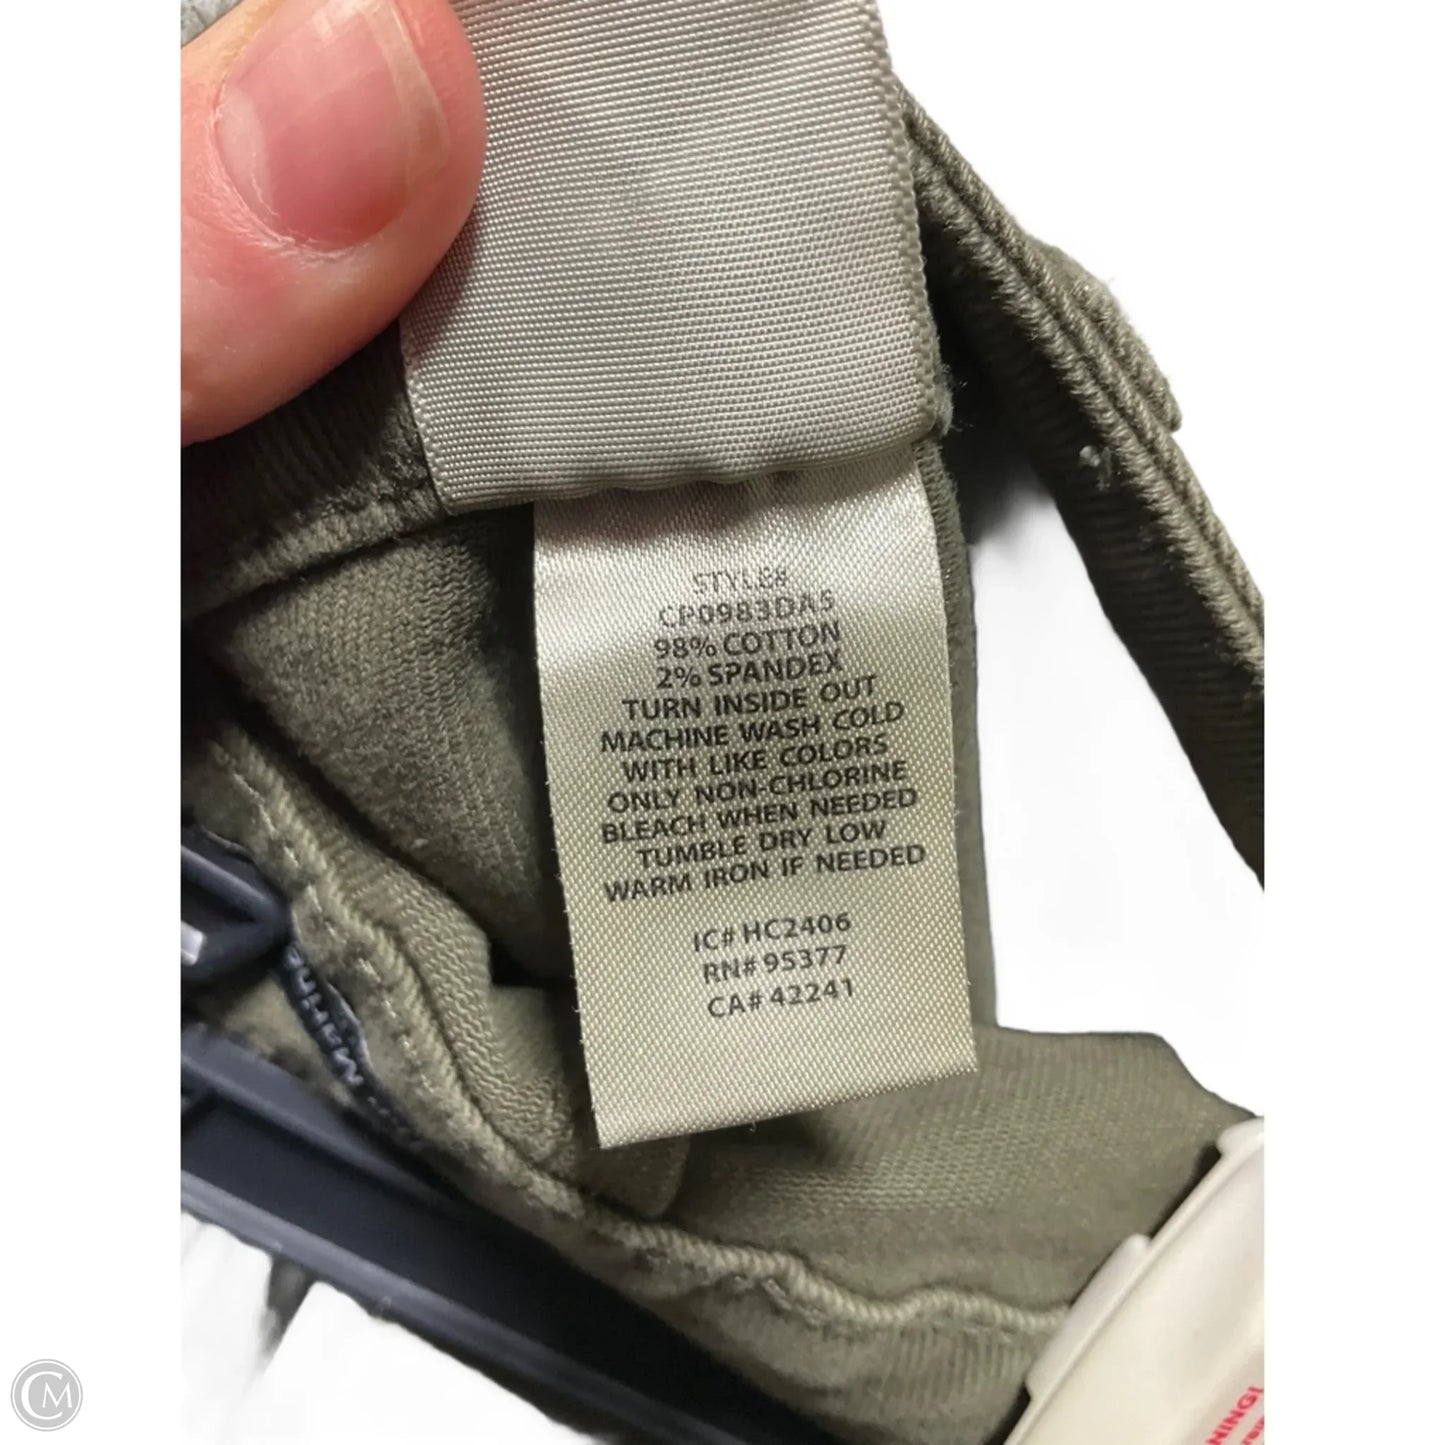 STYLE#
CP0983DA5
98% COTTON
2% SPANDEX
TURN INSIDE OUT
MACHINE WASH COLD
WITH LIKE COLORS
ONLY NON-CHLORINE
BLEACH WHEN NEEDED
TUMBLE DRY LOW
WARM IRON IF NEEDED
IC# HC2406
RN# 95377
CA# 42241
CM